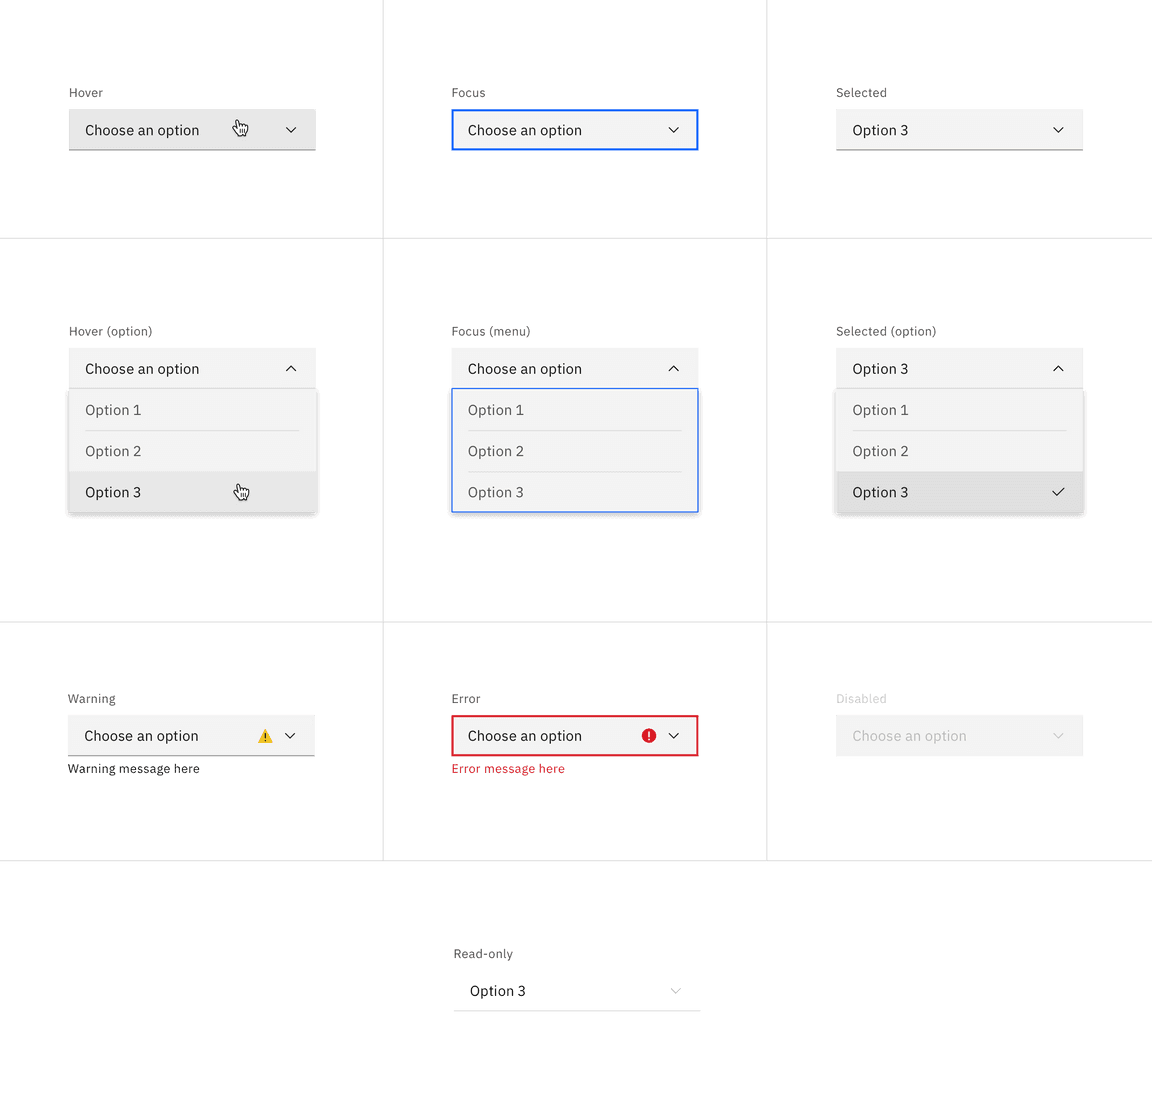 Hover
Choose an option
Focus
Choose an option
Selected
Option 3
Hover (option)
Choose an option
Option 1
Option 2
Option 3
Focus (menu)
Choose an option
Option 1
Option 2
Option 3
Selected (option)
Option 3
Option 1
Option 2
Option 3
Warning
Choose an option
Warning message here
Error
Choose an option
Error message here
Disabled
Choose an option
Read-only
Option 3